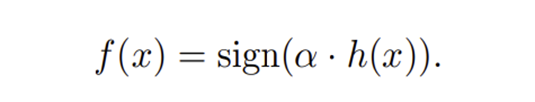 f(x) = sign(α · h(x)).